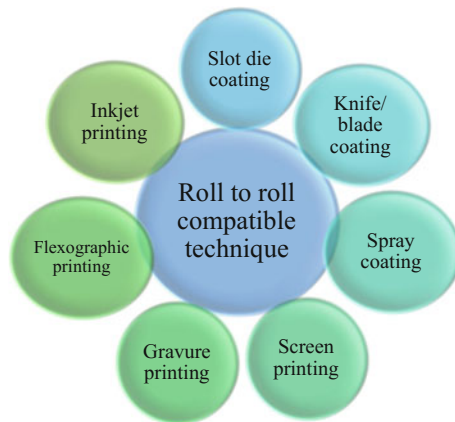 Slot die
coating
Knife/
blade
coating
Spray
coating
Screen
printing
Gravure
printing
Flexographic
printing
Inkjet
printing
Roll to roll
compatible
technique